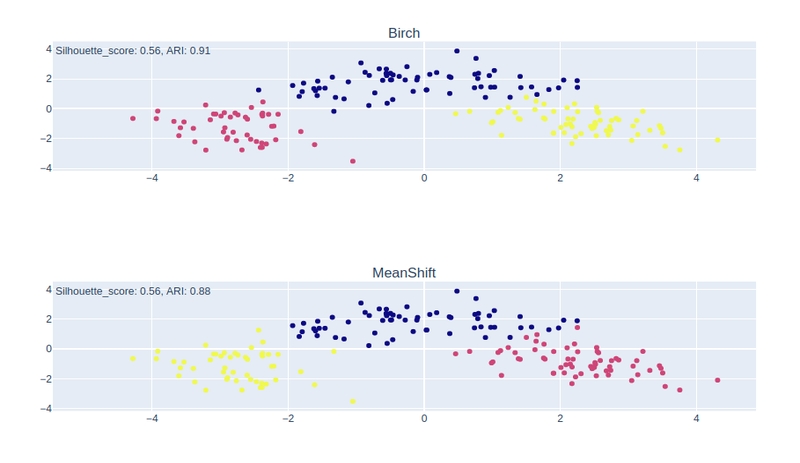 Birch
Silhouette_score: 0.56, ARI: 0.91
4
2
0
−2
−4
−4 −2 0 2 4
MeanShift
Silhouette_score: 0.56, ARI: 0.88
4
2
0
−2
−4
−4 −2 0 2 4